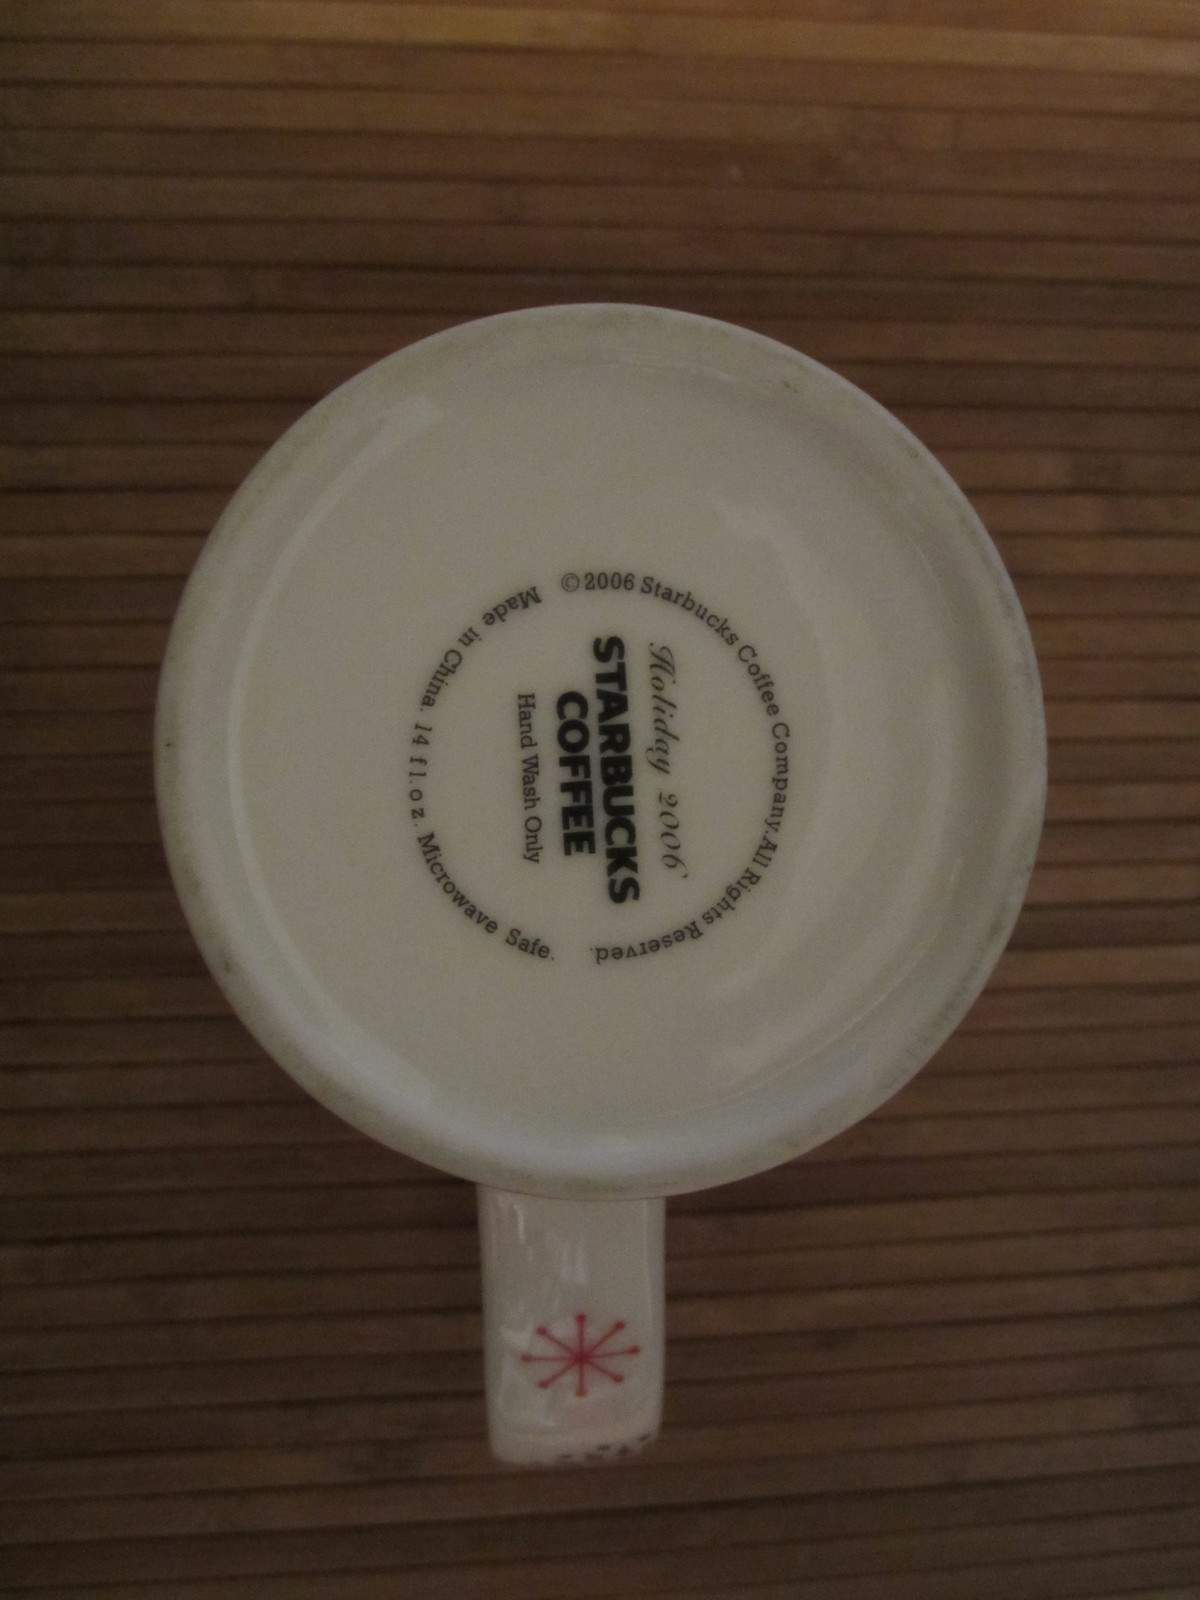 ©2006 Starbucks Coffee Company. All Rights Reserved.
Holiday 2006
STARBUCKS
COFFEE
Hand Wash Only
Made in China. 14 fl. oz. Microwave Safe.